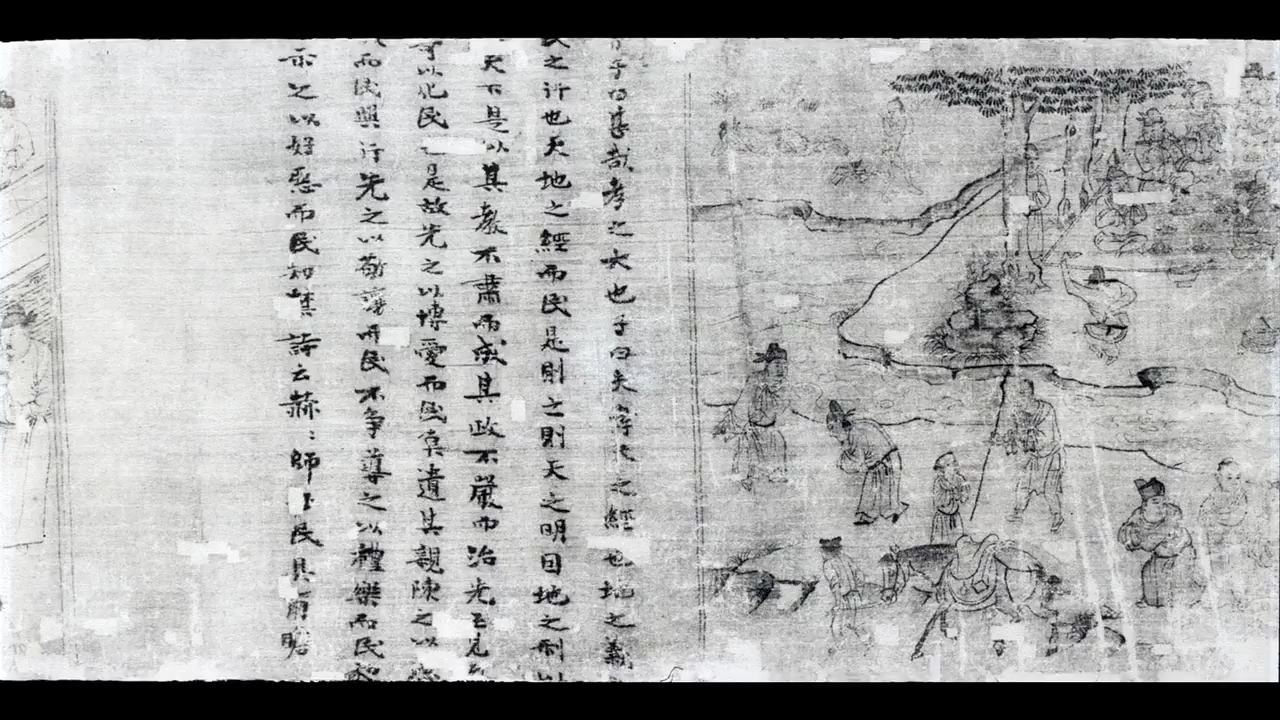 子曰甚哉孝之大也子曰夫孝天之經也地之義
之行也天地之經而民是則之則天之明因地之利以
天下是以其教不肅而成其政不嚴而治先王見
可以化民是故先之以博愛而民莫遺其親陳之以
而民興行先之以敬讓而民不爭導之以禮樂而民和
示之以好惡而民知禁詩云赫〻師尹民具爾瞻